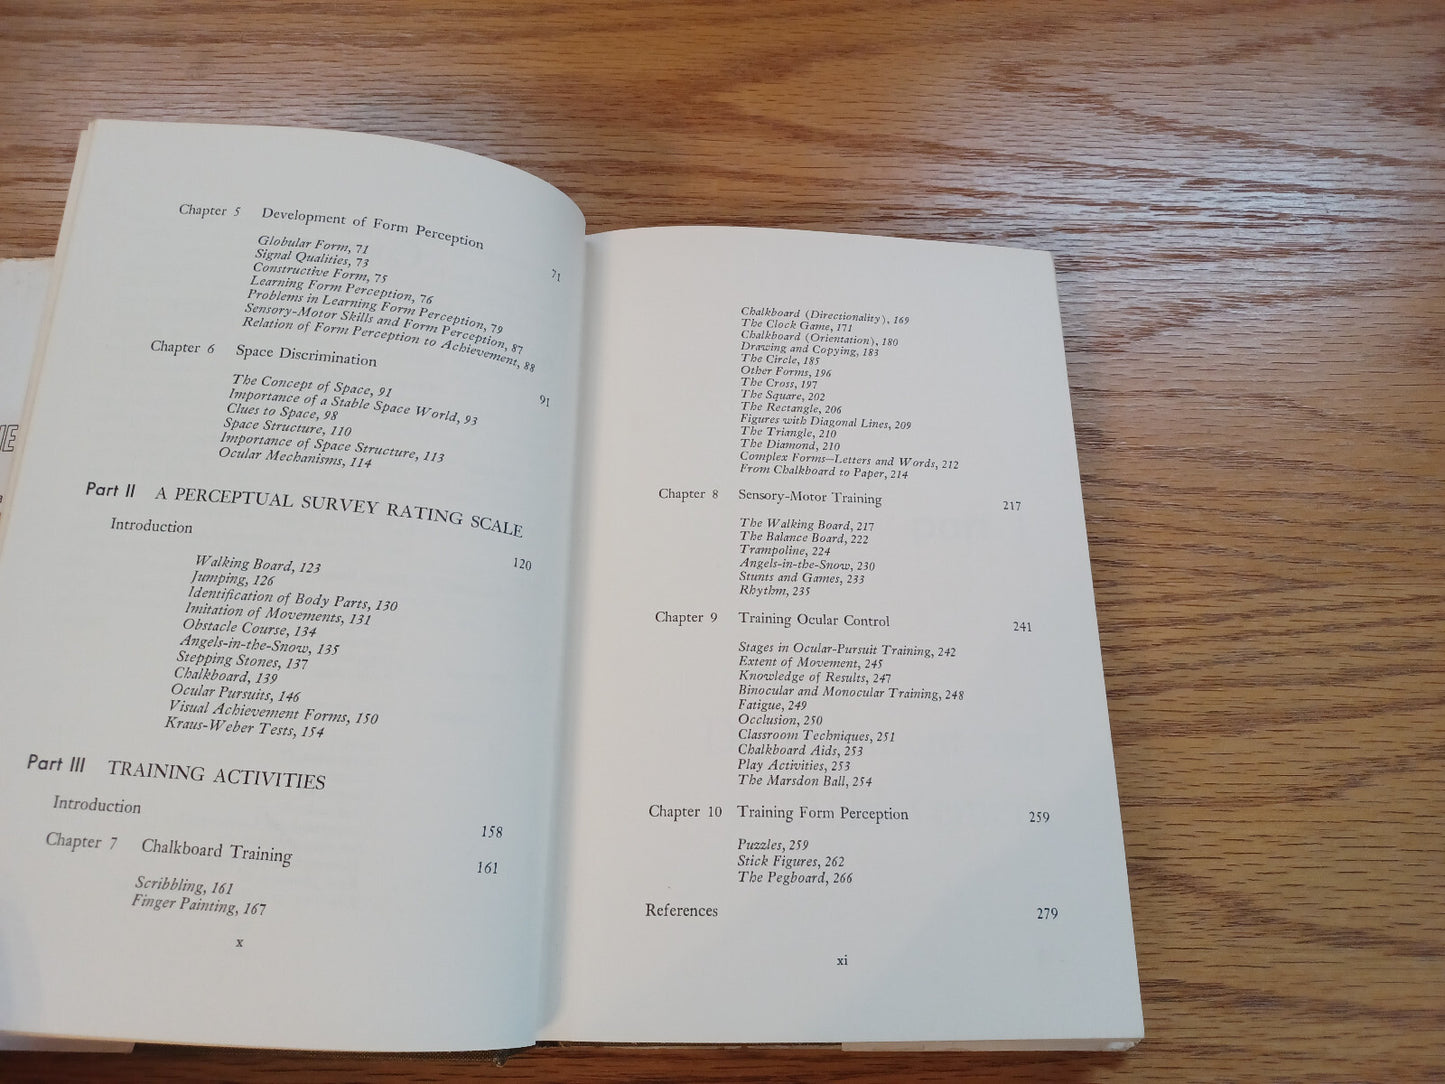 Chapter 5 Development of Form Perception 71
Globular Form, 71
Signal Qualities, 73
Constructive Form, 75
Learning Form Perception, 76
Problems in Learning Form Perception, 79
Sensory-Motor Skills and Form Perception, 87
Relation of Form Perception to Achievement, 88
Chapter 6 Space Discrimination 91
The Concept of Space, 91
Importance of a Stable Space World, 93
Clues to Space, 98
Space Structure, 110
Importance of Space Structure, 113
Ocular Mechanisms, 114
Part II A PERCEPTUAL SURVEY RATING SCALE
Introduction 120
Walking Board, 123
Jumping, 126
Identification of Body Parts, 130
Imitation of Movements, 131
Obstacle Course, 134
Angels-in-the-Snow, 135
Stepping Stones, 137
Chalkboard, 139
Ocular Pursuits, 146
Visual Achievement Forms, 150
Kraus-Weber Tests, 154
Part III TRAINING ACTIVITIES
Introduction 158
Chapter 7 Chalkboard Training 161
Scribbling, 161
Finger Painting, 167
x
Chalkboard (Directionality), 169
The Clock Game, 171
Chalkboard (Orientation), 180
Drawing and Copying, 183
The Circle, 185
Other Forms, 196
The Cross, 197
The Square, 202
The Rectangle, 206
Figures with Diagonal Lines, 209
The Triangle, 210
The Diamond, 210
Complex Forms—Letters and Words, 212
From Chalkboard to Paper, 214
Chapter 8 Sensory-Motor Training 217
The Walking Board, 217
The Balance Board, 222
Trampoline, 224
Angels-in-the-Snow, 230
Stunts and Games, 233
Rhythm, 235
Chapter 9 Training Ocular Control 241
Stages in Ocular-Pursuit Training, 242
Extent of Movement, 245
Knowledge of Results, 247
Binocular and Monocular Training, 248
Fatigue, 249
Occlusion, 250
Classroom Techniques, 251
Chalkboard Aids, 253
Play Activities, 253
The Marsdon Ball, 254
Chapter 10 Training Form Perception 259
Puzzles, 259
Stick Figures, 262
The Pegboard, 266
References 279
xi